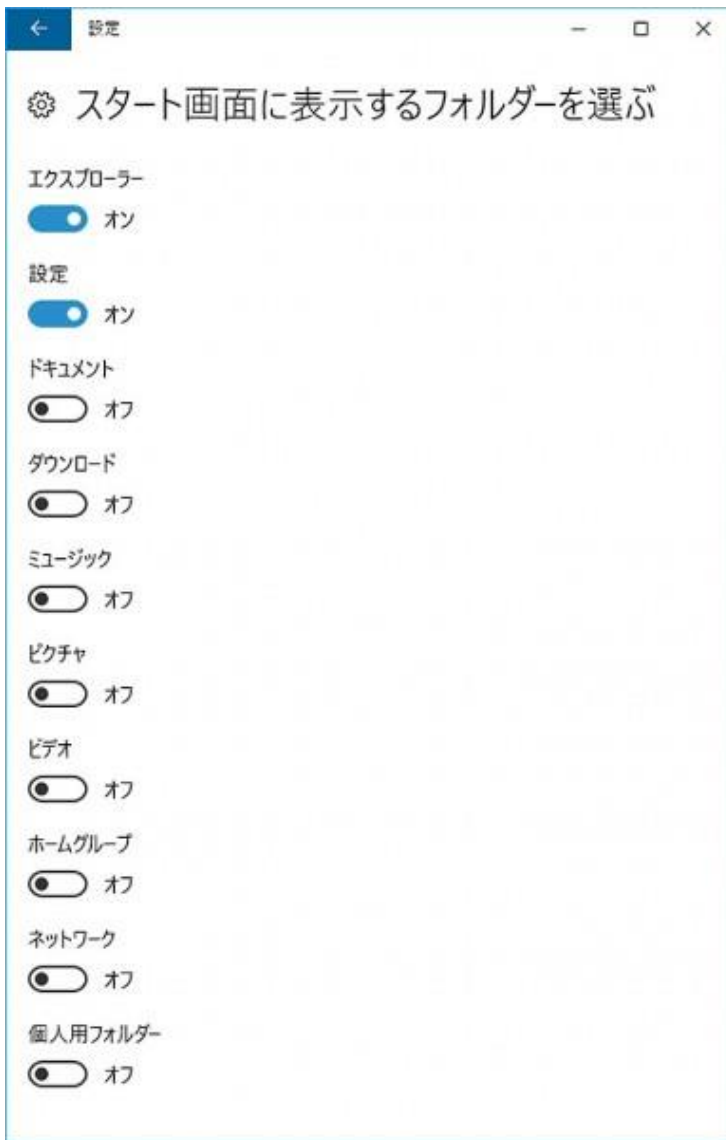 設定
スタート画面に表示するフォルダーを選ぶ
エクスプローラー
オン
設定
オン
ドキュメント
オフ
ダウンロード
オフ
ミュージック
オフ
ピクチャ
オフ
ビデオ
オフ
ホームグループ
オフ
ネットワーク
オフ
個人用フォルダー
オフ